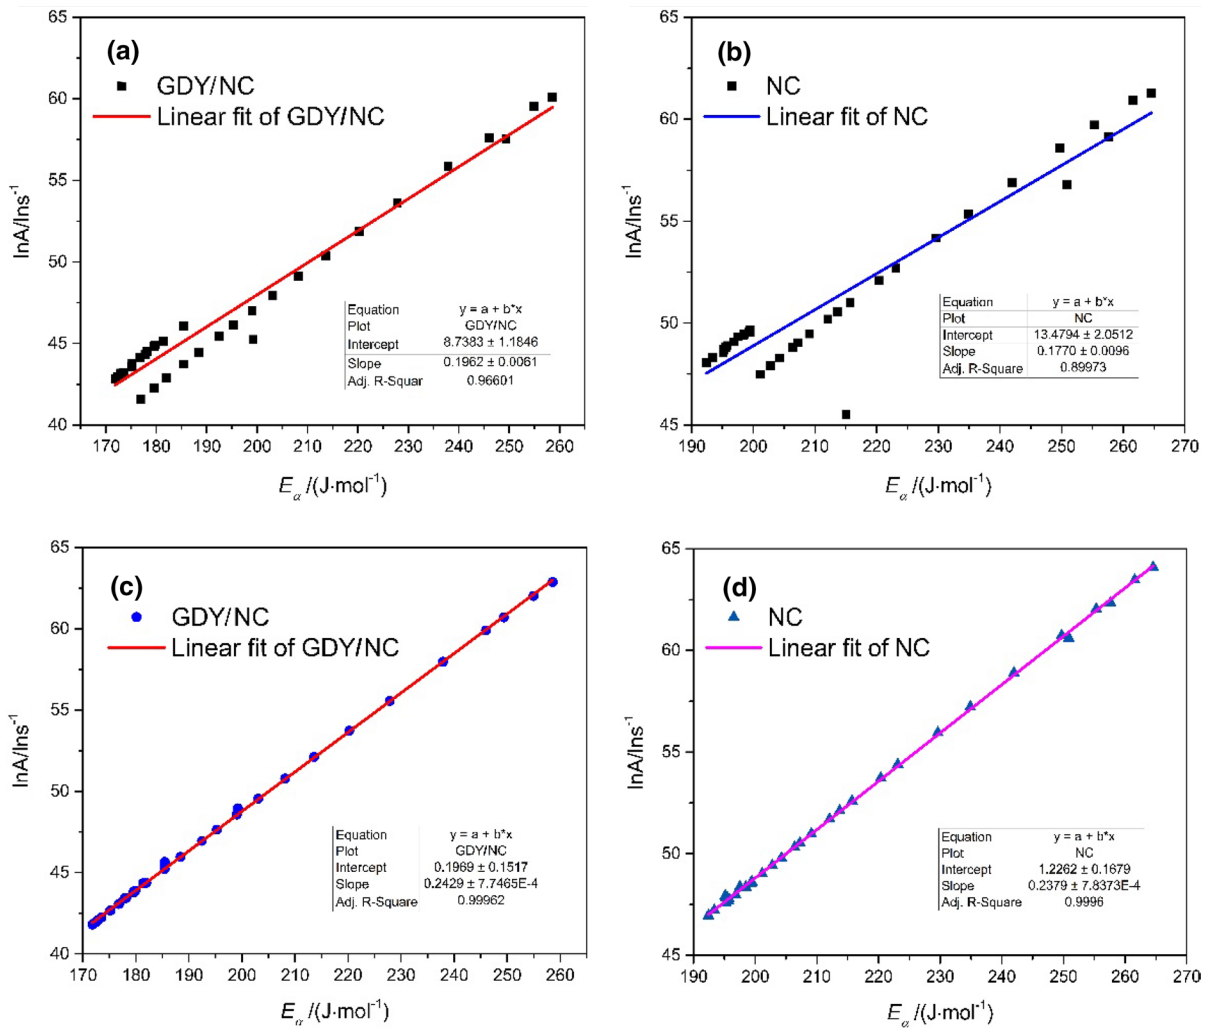 (a)
GDY/NC
Linear fit of GDY/NC
lnA/lns⁻¹
65
60
55
50
45
40
Equation y = a + b*x
Plot GDY/NC
Intercept 8.7383 ± 1.1846
Slope 0.1962 ± 0.0061
Adj. R-Squar 0.96601
170 180 190 200 210 220 230 240 250 260
Eα /(J·mol⁻¹)
(b)
NC
Linear fit of NC
lnA/lns⁻¹
65
60
55
50
45
Equation y = a + b*x
Plot NC
Intercept 13.4794 ± 2.0512
Slope 0.1770 ± 0.0096
Adj. R-Square 0.89973
190 200 210 220 230 240 250 260 270
Eα /(J·mol⁻¹)
(c)
GDY/NC
Linear fit of GDY/NC
lnA/lns⁻¹
65
60
55
50
45
40
Equation y = a + b*x
Plot GDY/NC
Intercept 0.1969 ± 0.1517
Slope 0.2429 ± 7.7465E-4
Adj. R-Square 0.99962
170 180 190 200 210 220 230 240 250 260
Eα /(J·mol⁻¹)
(d)
NC
Linear fit of NC
lnA/lns⁻¹
65
60
55
50
45
Equation y = a + b*x
Plot NC
Intercept 1.2262 ± 0.1679
Slope 0.2379 ± 7.8373E-4
Adj. R-Square 0.9996
190 200 210 220 230 240 250 260 270
Eα /(J·mol⁻¹)